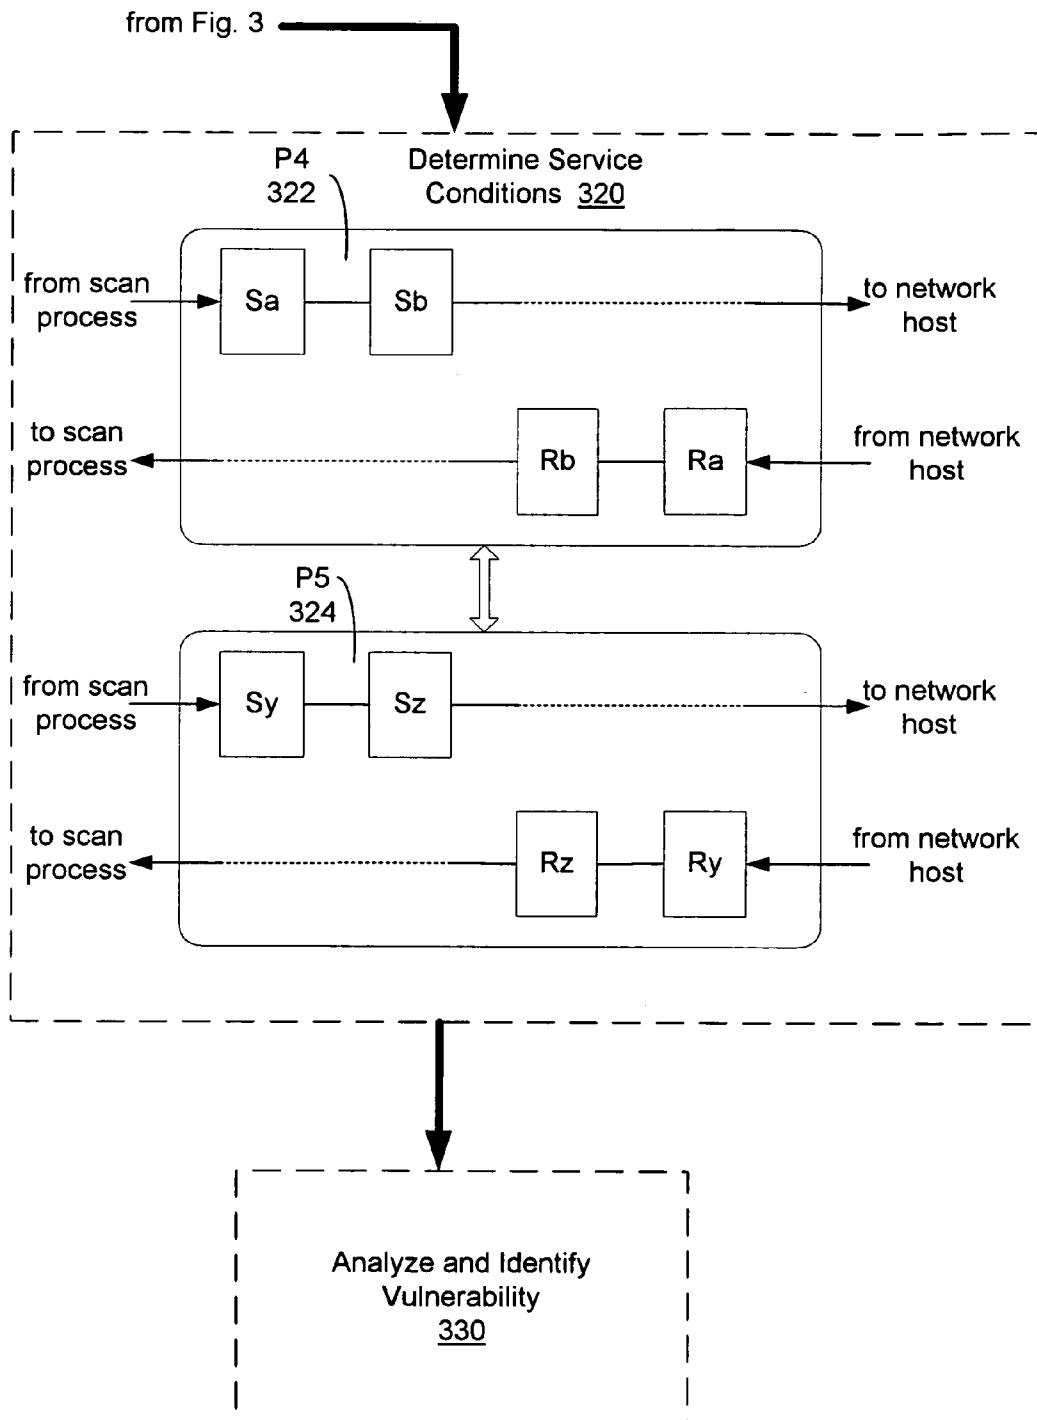 from Fig. 3
P4
322
Determine Service
Conditions 320
from scan
process
Sa
Sb
to network
host
to scan
process
Rb
Ra
from network
host
P5
324
from scan
process
Sy
Sz
to network
host
to scan
process
Rz
Ry
from network
host
Analyze and Identify
Vulnerability
330